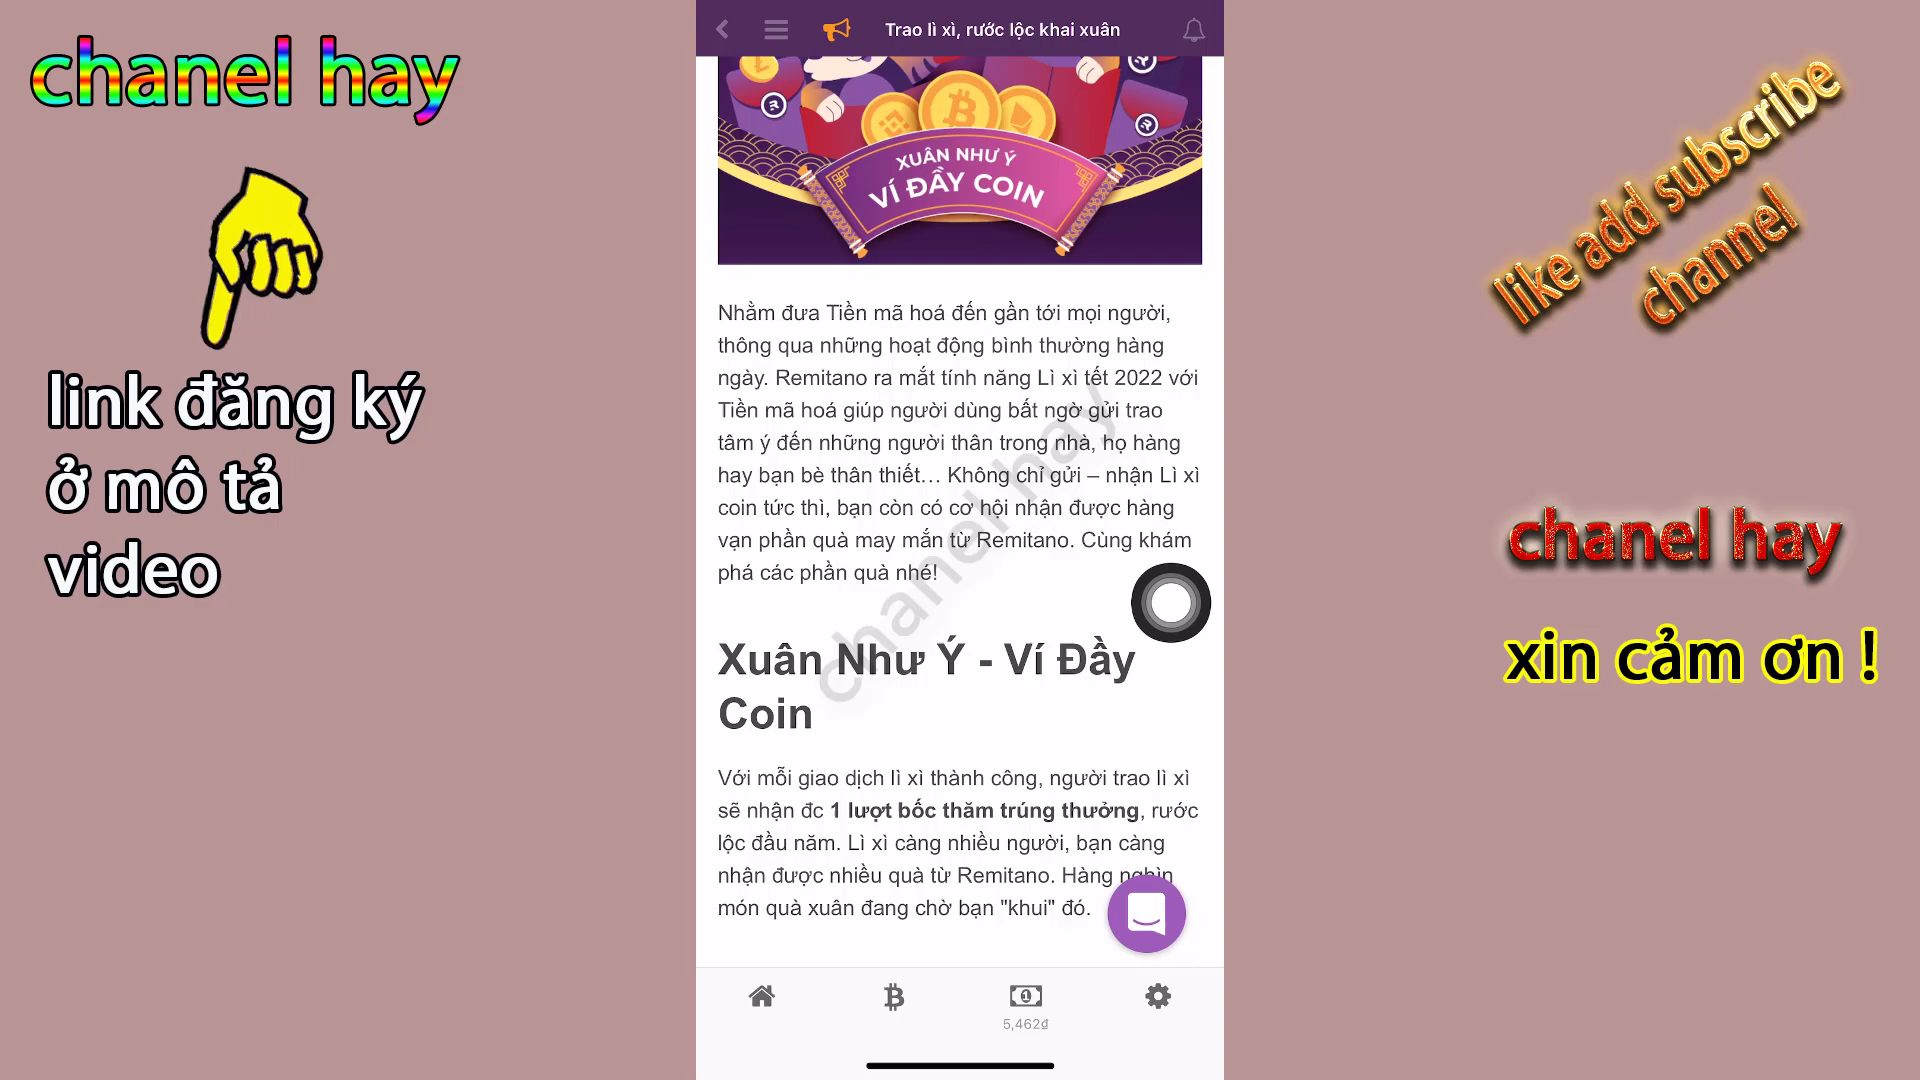 chanel hay
link đăng ký
ở mô tả
video
Trao lì xì, rước lộc khai xuân
XUÂN NHƯ Ý
VÍ ĐẦY COIN
Nhằm đưa Tiền mã hoá đến gần tới mọi người,
thông qua những hoạt động bình thường hàng
ngày. Remitano ra mắt tính năng Lì xì tết 2022 với
Tiền mã hoá giúp người dùng bất ngờ gửi trao
tâm ý đến những người thân trong nhà, họ hàng
hay bạn bè thân thiết… Không chỉ gửi – nhận Lì xì
coin tức thì, bạn còn có cơ hội nhận được hàng
vạn phần quà may mắn từ Remitano. Cùng khám
phá các phần quà nhé!
chanel hay
Xuân Như Ý - Ví Đầy
Coin
Với mỗi giao dịch lì xì thành công, người trao lì xì
sẽ nhận đc 1 lượt bốc thăm trúng thưởng, rước
lộc đầu năm. Lì xì càng nhiều người, bạn càng
nhận được nhiều quà từ Remitano. Hàng nghìn
món quà xuân đang chờ bạn "khui" đó.
5,462đ
like add subscribe
channel
chanel hay
xin cảm ơn !